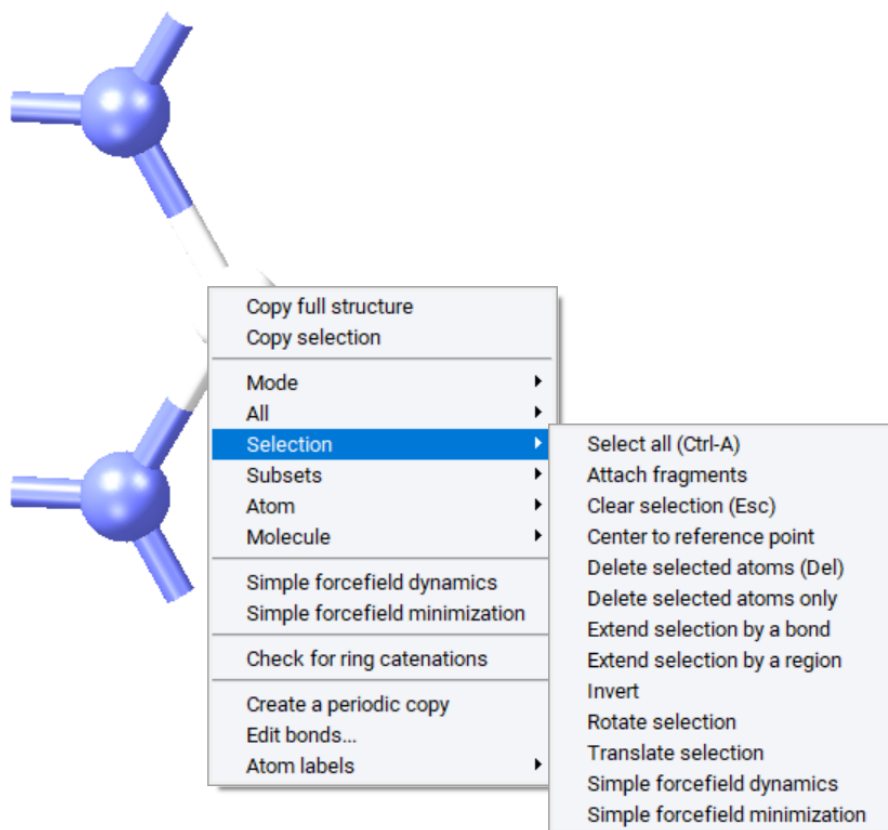 Copy full structure
Copy selection
Mode
All
Selection
Subsets
Atom
Molecule
Simple forcefield dynamics
Simple forcefield minimization
Check for ring catenations
Create a periodic copy
Edit bonds...
Atom labels
Select all (Ctrl-A)
Attach fragments
Clear selection (Esc)
Center to reference point
Delete selected atoms (Del)
Delete selected atoms only
Extend selection by a bond
Extend selection by a region
Invert
Rotate selection
Translate selection
Simple forcefield dynamics
Simple forcefield minimization